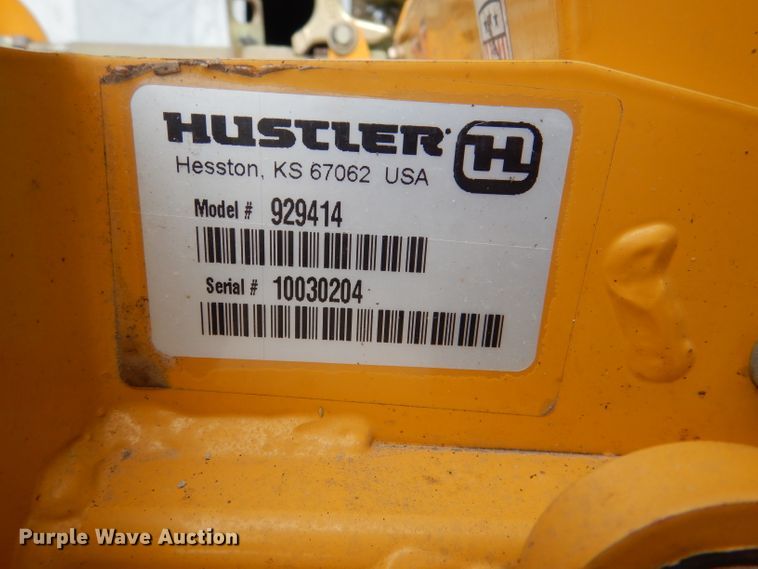 HUSTLER
H
Hesston, KS 67062 USA
Model # 929414
Serial # 10030204
Purple Wave Auction